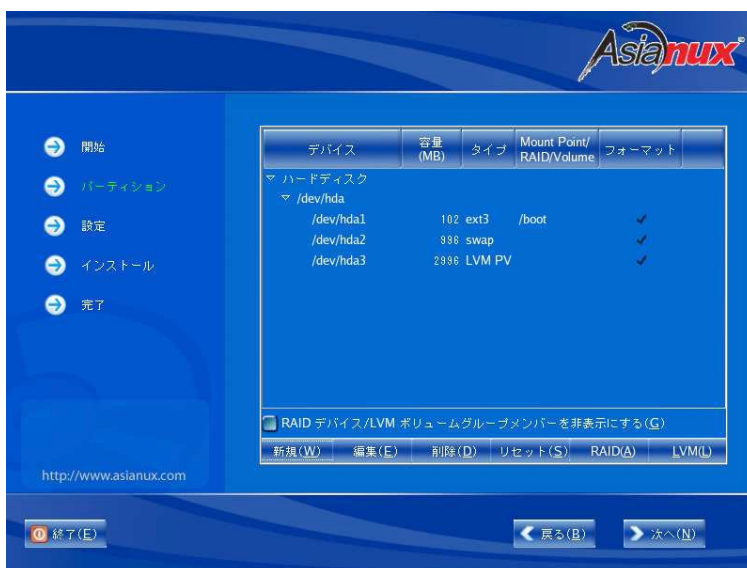 Asianux
開始
パーティション
設定
インストール
完了
デバイス 容量 (MB) タイプ Mount Point/ RAID/Volume フォーマット
ハードディスク
/dev/hda
/dev/hda1 102 ext3 /boot
/dev/hda2 996 swap
/dev/hda3 2996 LVM PV
RAID デバイス/LVM ボリュームグループメンバーを非表示にする(G)
新規(W) 編集(E) 削除(D) リセット(S) RAID(A) LVM(L)
http://www.asianux.com
終了(E) 戻る(B) 次へ(N)